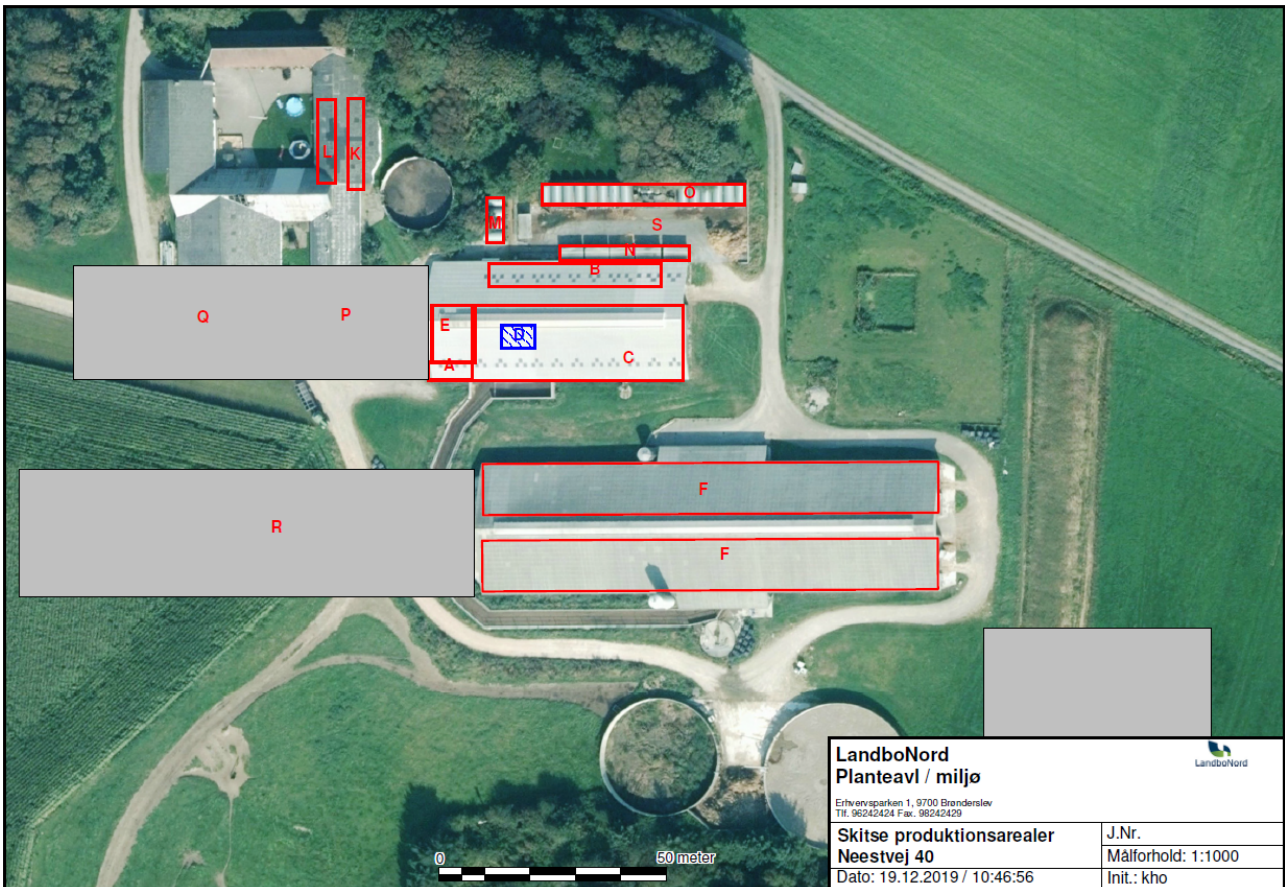 L
K
O
M
S
N
B
Q
P
E
D
C
A
F
R
F
0
50 meter
LandboNord
Planteavl / miljø
LandboNord
Erhvervsparken 1, 9700 Brønderslev
Tlf. 96242424 Fax. 98242429
Skitse produktionsarealer
Neestvej 40
J.Nr.
Målforhold: 1:1000
Dato: 19.12.2019 / 10:46:56
Init.: kho